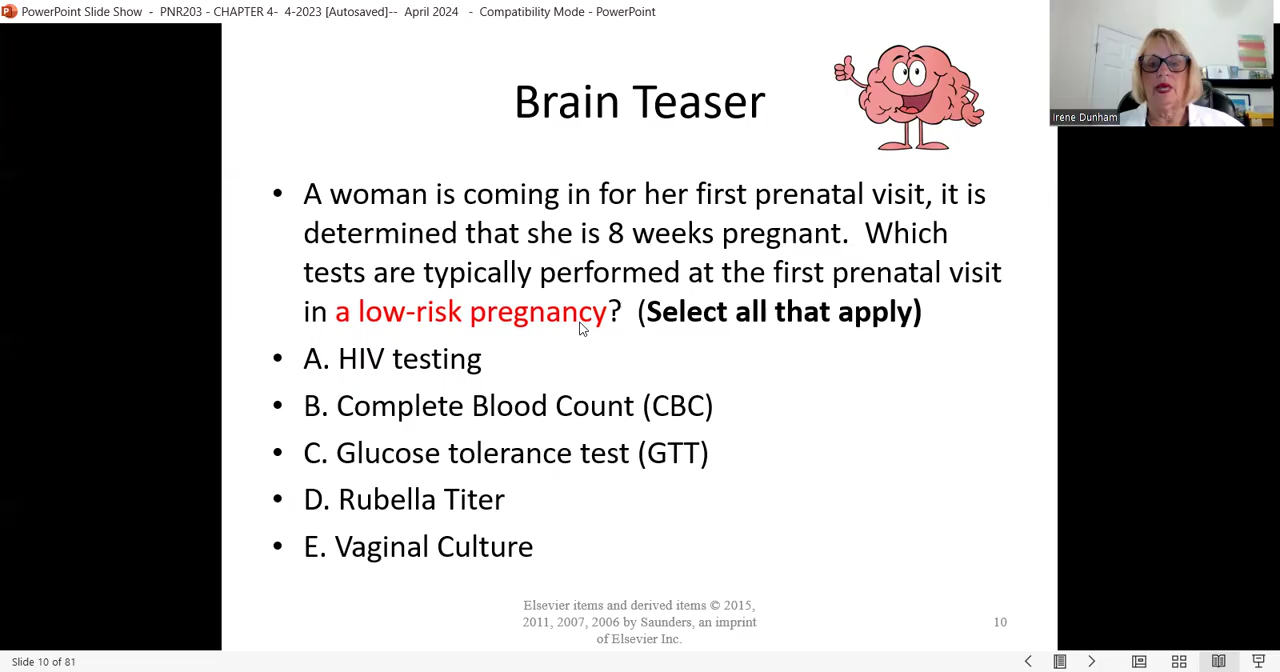 PowerPoint Slide Show - PNR203 - CHAPTER 4- 4-2023 [Autosaved]-- April 2024 - Compatibility Mode - PowerPoint
Irene Dunham
Brain Teaser
• A woman is coming in for her first prenatal visit, it is
determined that she is 8 weeks pregnant. Which
tests are typically performed at the first prenatal visit
in a low-risk pregnancy? (Select all that apply)
• A. HIV testing
• B. Complete Blood Count (CBC)
• C. Glucose tolerance test (GTT)
• D. Rubella Titer
• E. Vaginal Culture
Elsevier items and derived items © 2015,
2011, 2007, 2006 by Saunders, an imprint
of Elsevier Inc.
10
Slide 10 of 81